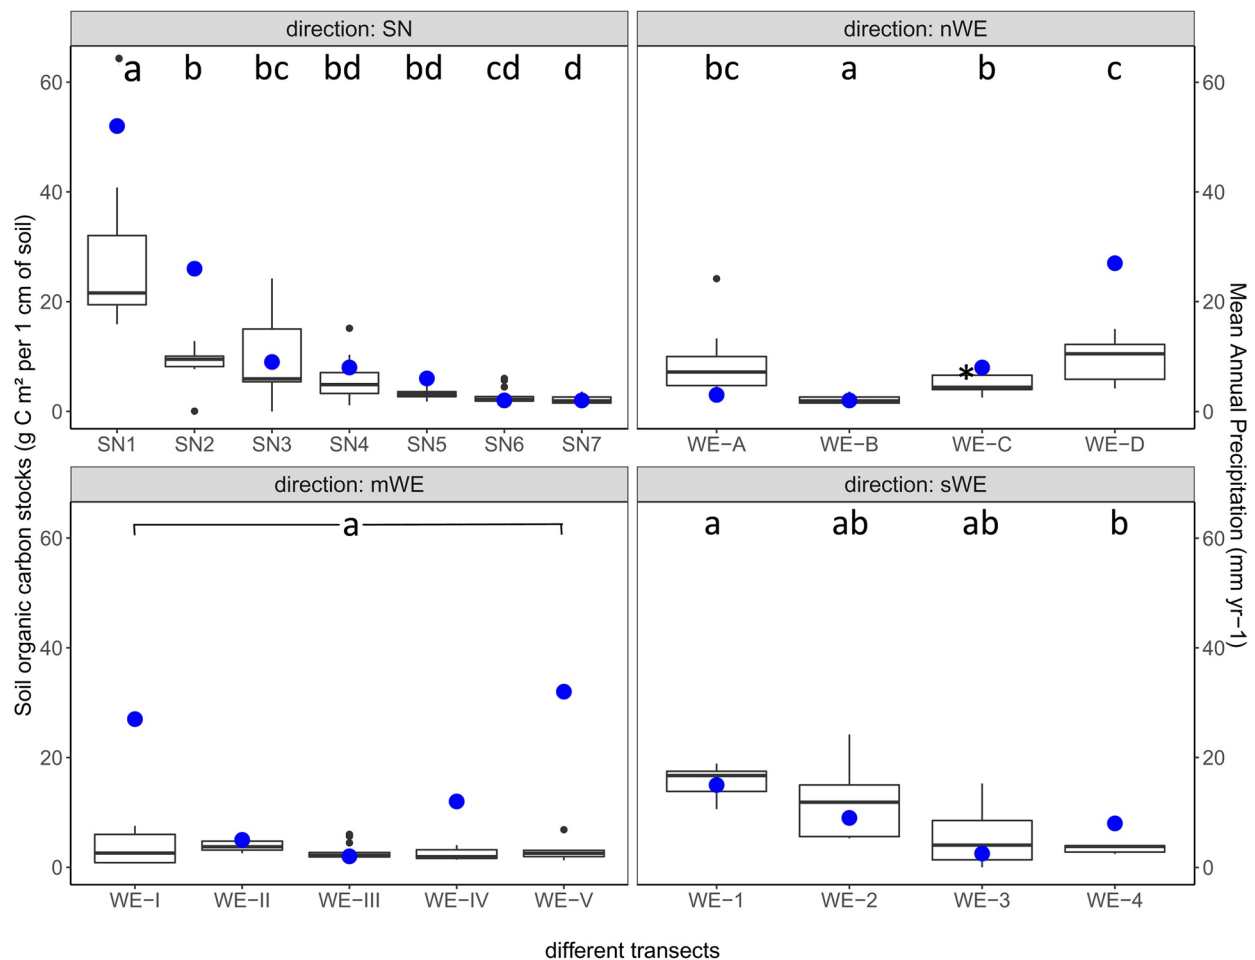 direction: SN
direction: nWE
a b bc bd bd cd d
bc a b c
60
40
20
0
60
40
20
0
*
SN1 SN2 SN3 SN4 SN5 SN6 SN7
WE−A WE−B WE−C WE−D
Soil organic carbon stocks (g C m² per 1 cm of soil)
Mean Annual Precipitation (mm yr−1)
direction: mWE
direction: sWE
a
a ab ab b
60
40
20
0
60
40
20
0
WE−I WE−II WE−III WE−IV WE−V
WE−1 WE−2 WE−3 WE−4
different transects